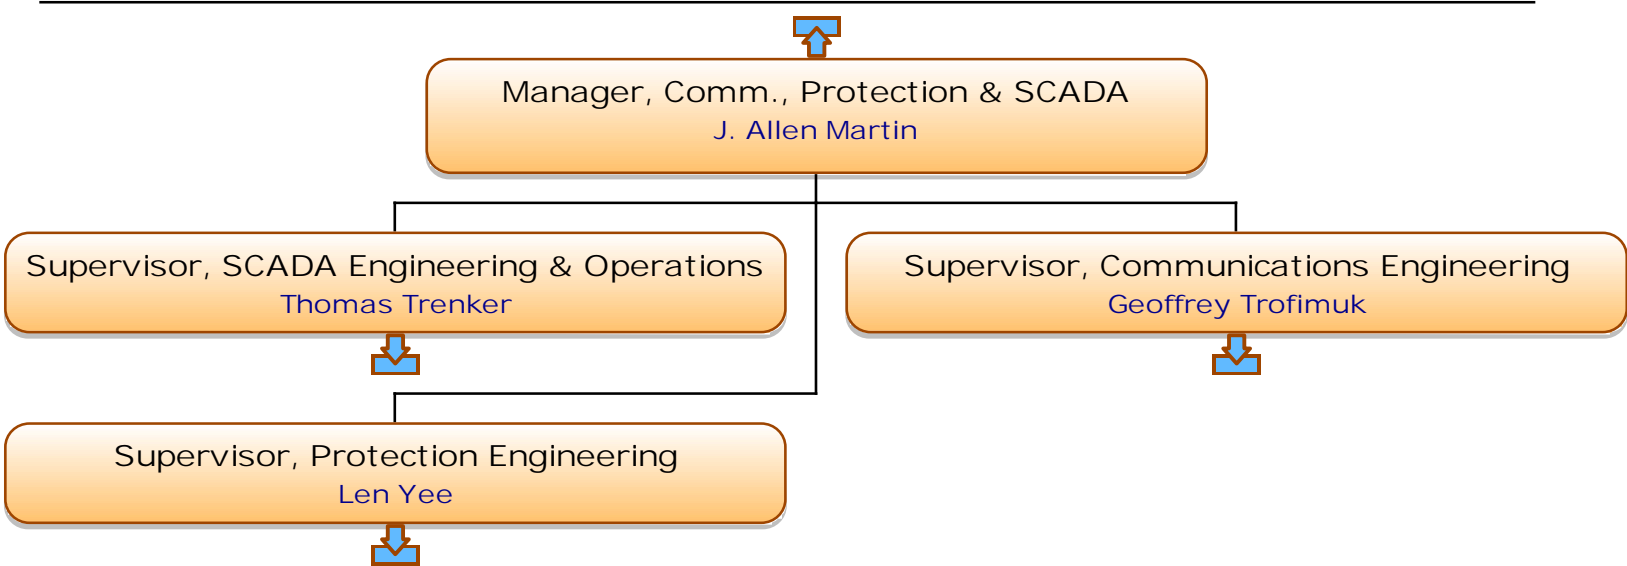 Manager, Comm., Protection & SCADA
J. Allen Martin
Supervisor, SCADA Engineering & Operations
Thomas Trenker
Supervisor, Communications Engineering
Geoffrey Trofimuk
Supervisor, Protection Engineering
Len Yee